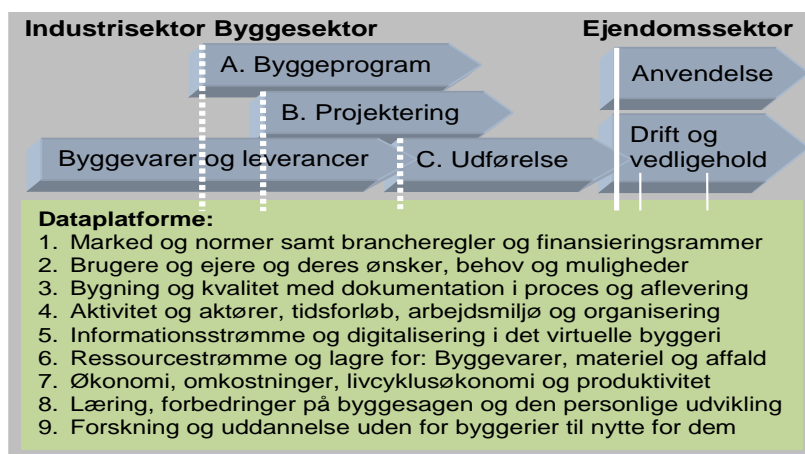 Industrisektor Byggesektor Ejendomssektor
A. Byggeprogram
Anvendelse
B. Projektering
Byggevarer og leverancer
C. Udførelse
Drift og
vedligehold
Dataplatforme:
1. Marked og normer samt brancheregler og finansieringsrammer
2. Brugere og ejere og deres ønsker, behov og muligheder
3. Bygning og kvalitet med dokumentation i proces og aflevering
4. Aktivitet og aktører, tidsforløb, arbejdsmiljø og organisering
5. Informationsstrømme og digitalisering i det virtuelle byggeri
6. Ressourcestrømme og lagre for: Byggevarer, materiel og affald
7. Økonomi, omkostninger, livcyklusøkonomi og produktivitet
8. Læring, forbedringer på byggesagen og den personlige udvikling
9. Forskning og uddannelse uden for byggerier til nytte for dem